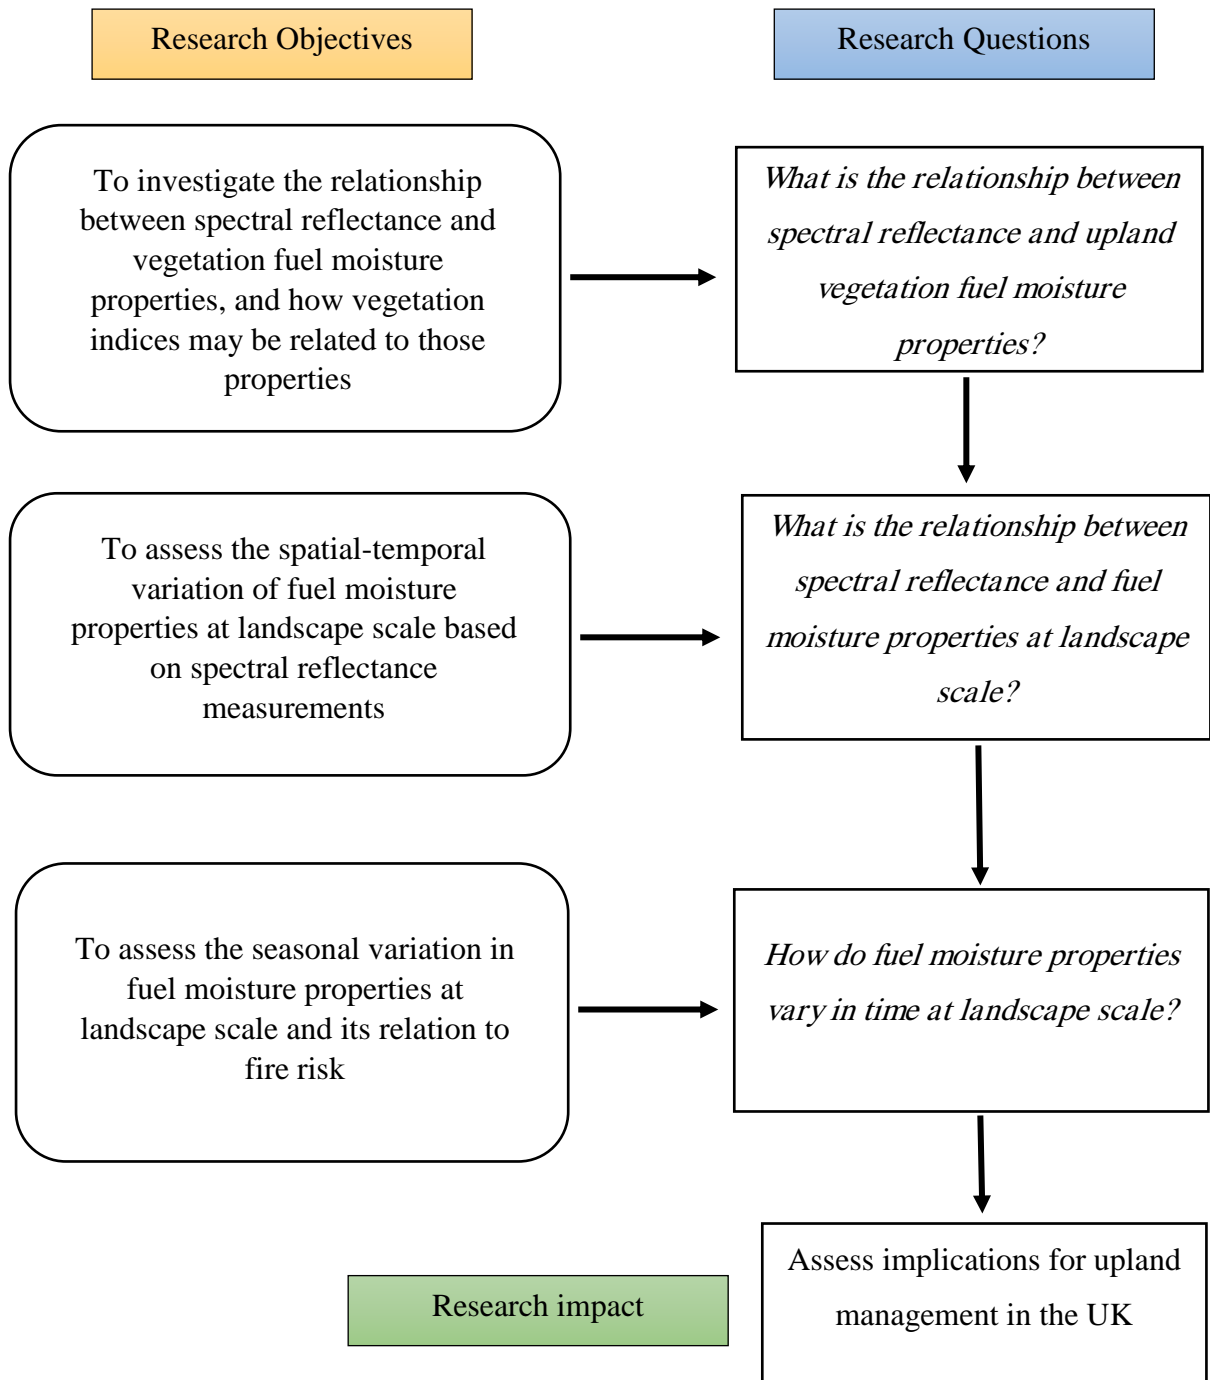 Research Objectives
Research Questions
To investigate the relationship
between spectral reflectance and
vegetation fuel moisture
properties, and how vegetation
indices may be related to those
properties
What is the relationship between
spectral reflectance and upland
vegetation fuel moisture
properties?
To assess the spatial-temporal
variation of fuel moisture
properties at landscape scale based
on spectral reflectance
measurements
What is the relationship between
spectral reflectance and fuel
moisture properties at landscape
scale?
To assess the seasonal variation in
fuel moisture properties at
landscape scale and its relation to
fire risk
How do fuel moisture properties
vary in time at landscape scale?
Research impact
Assess implications for upland
management in the UK